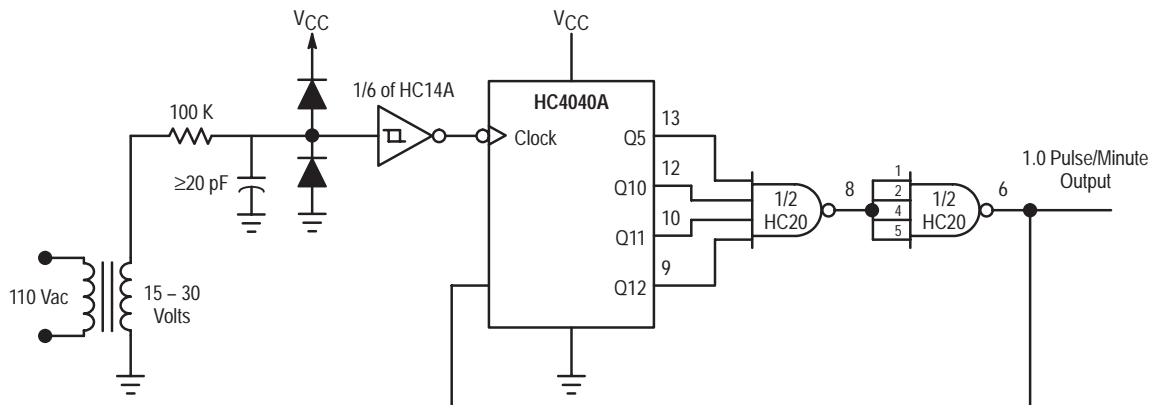 VCC
VCC
1/6 of HC14A
HC4040A
100 K
Clock
≥20 pF
13
Q5
12
Q10
10
Q11
9
Q12
1/2
HC20
8
1
2
4
5
1/2
HC20
6
1.0 Pulse/Minute
Output
110 Vac
15 – 30
Volts